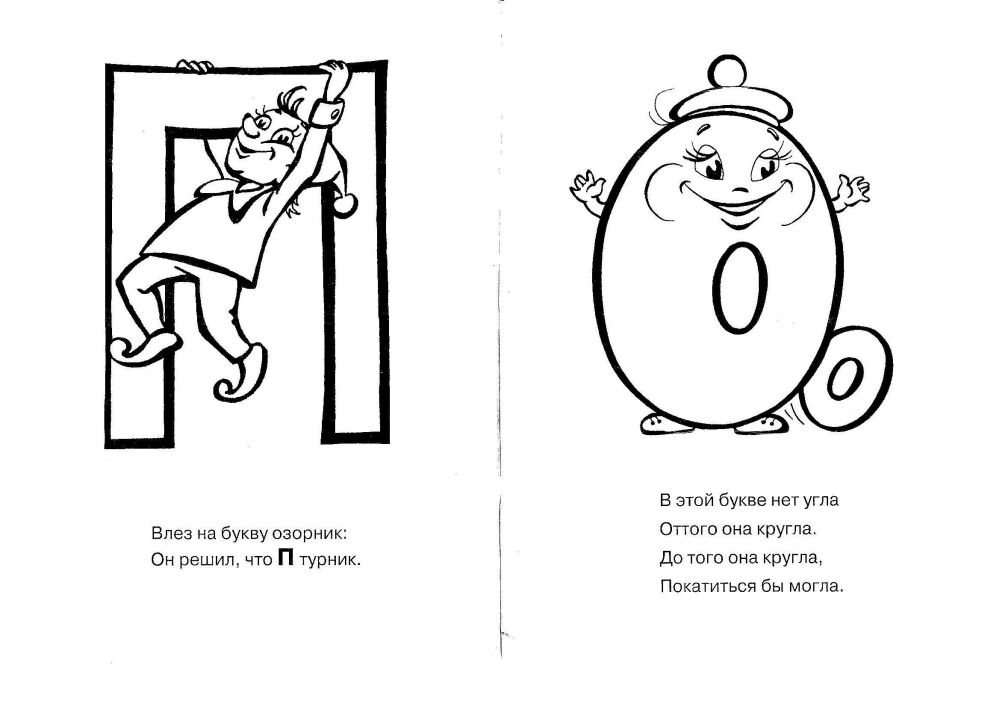 П
Влез на букву озорник:
Он решил, что П турник.
О
о
В этой букве нет угла
Оттого она кругла.
До того она кругла,
Покатиться бы могла.